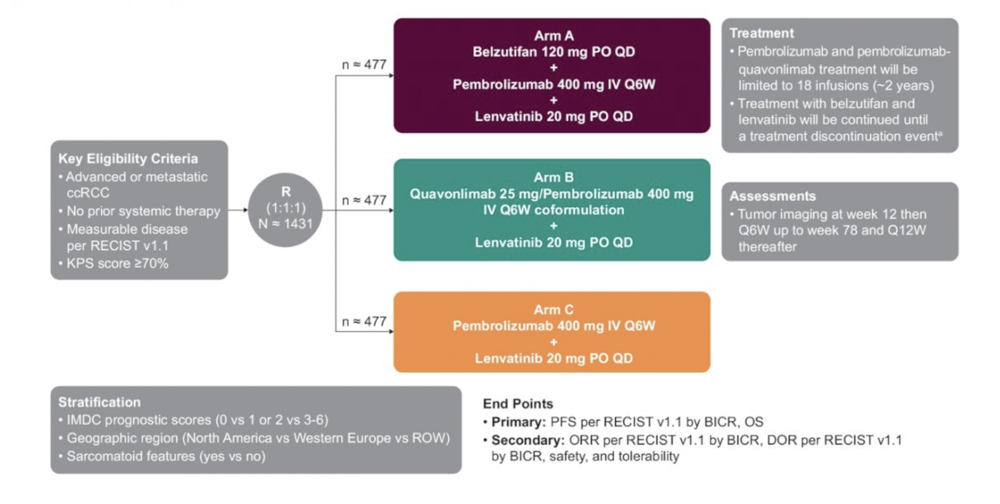 Key Eligibility Criteria
• Advanced or metastatic
ccRCC
• No prior systemic therapy
• Measurable disease
per RECIST v1.1
• KPS score ≥70%
R
(1:1:1)
N ≈ 1431
n ≈ 477
Arm A
Belzutifan 120 mg PO QD
+
Pembrolizumab 400 mg IV Q6W
+
Lenvatinib 20 mg PO QD
n ≈ 477
Arm B
Quavonlimab 25 mg/Pembrolizumab 400 mg
IV Q6W coformulation
+
Lenvatinib 20 mg PO QD
n ≈ 477
Arm C
Pembrolizumab 400 mg IV Q6W
+
Lenvatinib 20 mg PO QD
Treatment
• Pembrolizumab and pembrolizumab-
quavonlimab treatment will be
limited to 18 infusions (~2 years)
• Treatment with belzutifan and
lenvatinib will be continued until
a treatment discontinuation eventᵃ
Assessments
• Tumor imaging at week 12 then
Q6W up to week 78 and Q12W
thereafter
Stratification
• IMDC prognostic scores (0 vs 1 or 2 vs 3-6)
• Geographic region (North America vs Western Europe vs ROW)
• Sarcomatoid features (yes vs no)
End Points
• Primary: PFS per RECIST v1.1 by BICR, OS
• Secondary: ORR per RECIST v1.1 by BICR, DOR per RECIST v1.1
by BICR, safety, and tolerability